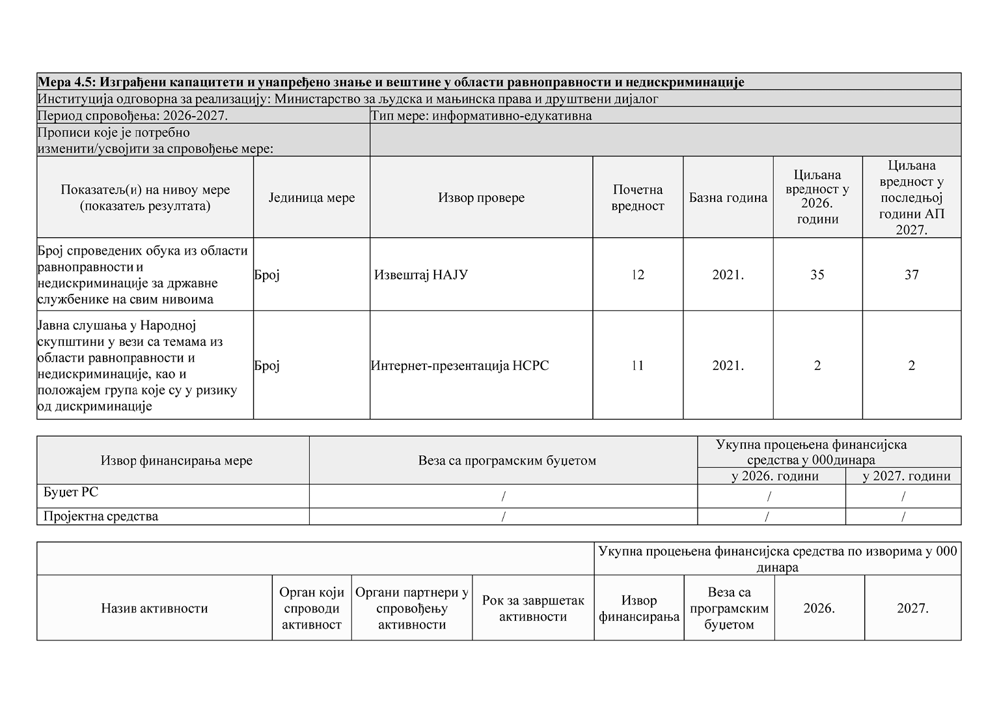 Мера 4.5: Изграђени капацитети и унапређено знање и вештине у области равноправности и недискриминације
Институција одговорна за реализацију: Министарство за људска и мањинска права и друштвени дијалог
Период спровођења: 2026-2027.
Тип мере: информативно-едукативна
Прописи које је потребно
изменити/усвојити за спровођење мере:
Показатељ(и) на нивоу мере
(показатељ резултата)
Јединица мере
Извор провере
Почетна
вредност
Базна година
Циљана
вредност у
2026.
години
Циљана
вредност у
последњој
години АП
2027.
Број спроведених обука из области
равноправности и
недискриминације за државне
службенике на свим нивоима
Број
Извештај НАЈУ
12
2021.
35
37
Јавна слушања у Народној
скупштини у вези са темама из
области равноправности и
недискриминације, као и
положајем група које су у ризику
од дискриминације
Број
Интернет-презентација НСРС
11
2021.
2
2
Извор финансирања мере
Веза са програмским буџетом
Укупна процењена финансијска
средства у 000динара
у 2026. години
у 2027. години
Буџет РС
/
/
/
Пројектна средства
/
/
/
Укупна процењена финансијска средства по изворима у 000
динара
Назив активности
Орган који
спроводи
активност
Органи партнери у
спровођењу
активности
Рок за завршетак
активности
Извор
финансирања
Веза са
програмским
буџетом
2026.
2027.